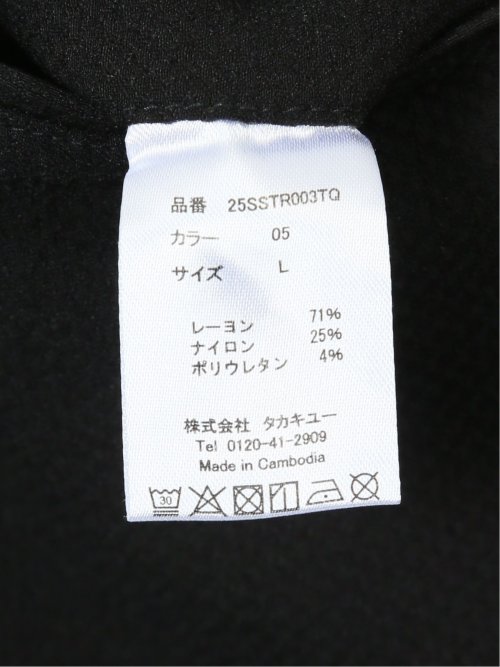 品番 25SSTR003TQ
カラー 05
サイズ L
レーヨン 71%
ナイロン 25%
ポリウレタン 4%
株式会社 タカキユー
Tel 0120-41-2909
Made in Cambodia
30